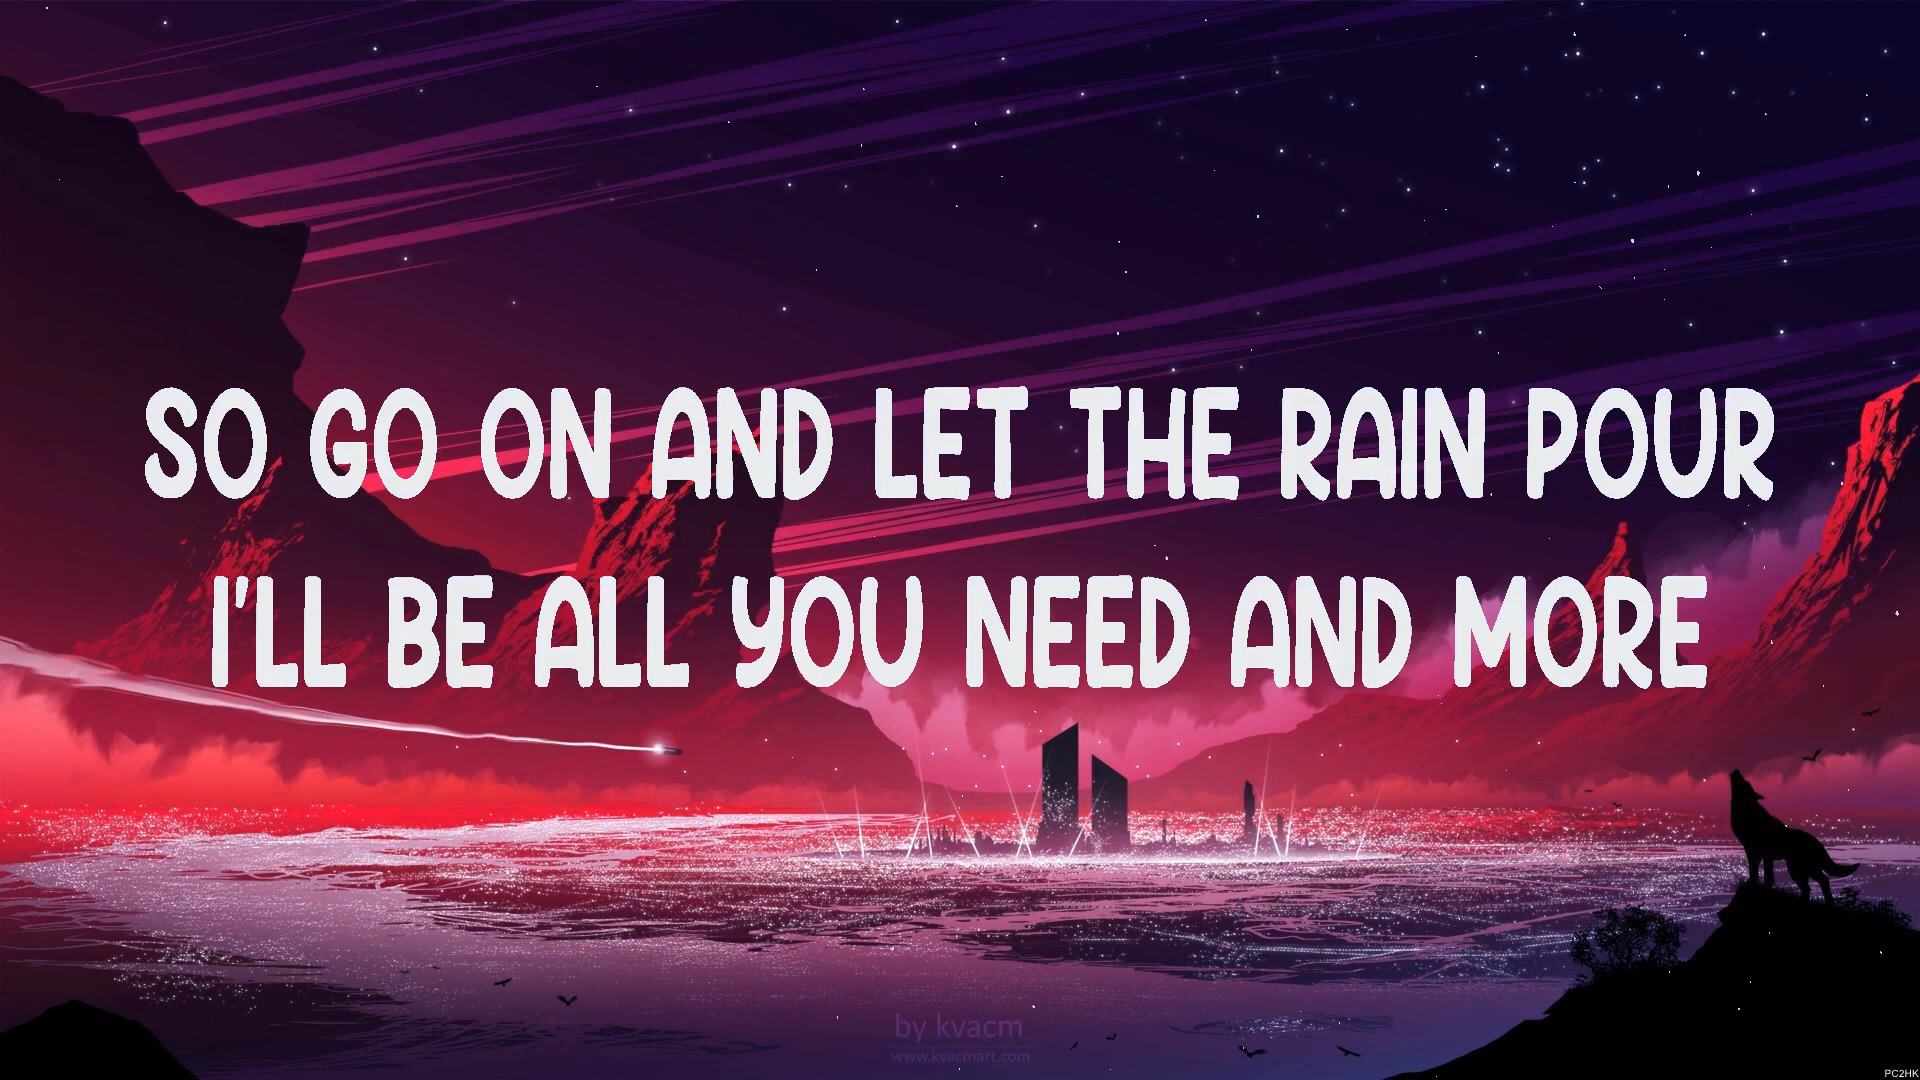 SO GO ON AND LET THE RAIN POUR
I'LL BE ALL YOU NEED AND MORE
by kvacm
www.kvacmart.com
PC2HK